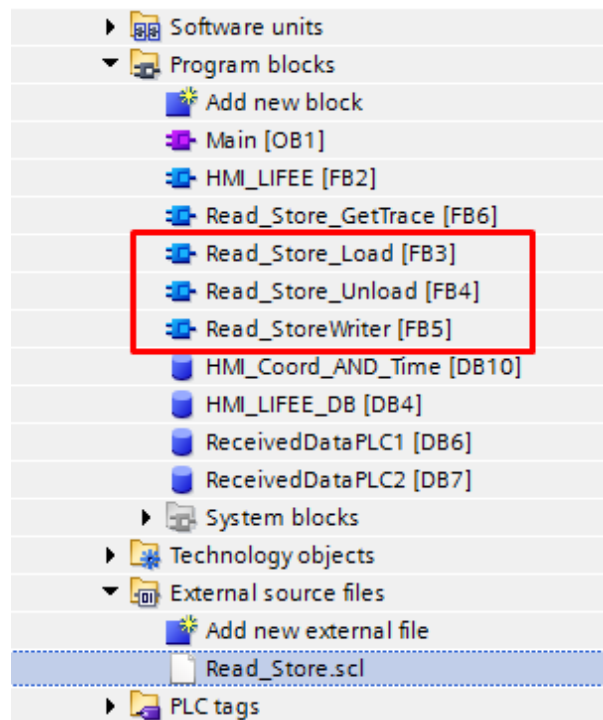 Software units
Program blocks
Add new block
Main [OB1]
HMI_LIFEE [FB2]
Read_Store_GetTrace [FB6]
Read_Store_Load [FB3]
Read_Store_Unload [FB4]
Read_StoreWriter [FB5]
HMI_Coord_AND_Time [DB10]
HMI_LIFEE_DB [DB4]
ReceivedDataPLC1 [DB6]
ReceivedDataPLC2 [DB7]
System blocks
Technology objects
External source files
Add new external file
Read_Store.scl
PLC tags